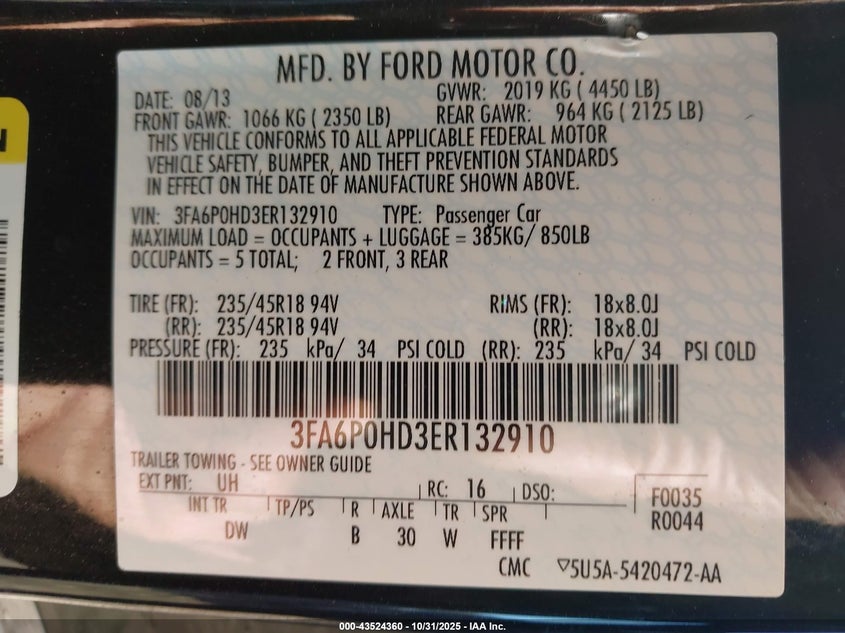 MFD. BY FORD MOTOR CO.
DATE: 08/13 GVWR: 2019 KG ( 4450 LB)
FRONT GAWR: 1066 KG ( 2350 LB) REAR GAWR: 964 KG ( 2125 LB)
THIS VEHICLE CONFORMS TO ALL APPLICABLE FEDERAL MOTOR
VEHICLE SAFETY, BUMPER, AND THEFT PREVENTION STANDARDS
IN EFFECT ON THE DATE OF MANUFACTURE SHOWN ABOVE.
VIN: 3FA6P0HD3ER132910 TYPE: Passenger Car
MAXIMUM LOAD = OCCUPANTS + LUGGAGE = 385KG/ 850LB
OCCUPANTS = 5 TOTAL; 2 FRONT, 3 REAR
TIRE (FR): 235/45R18 94V RIMS (FR): 18x8.0J
(RR): 235/45R18 94V (RR): 18x8.0J
PRESSURE (FR): 235 kPa/ 34 PSI COLD (RR): 235 kPa/ 34 PSI COLD
3FA6P0HD3ER132910
TRAILER TOWING - SEE OWNER GUIDE
EXT PNT: UH RC: 16 DSO: F0035
INT TR TP/PS R AXLE TR SPR R0044
DW B 30 W FFFF
CMC ▽5U5A-5420472-AA
000-43524360 - 10/31/2025 - IAA Inc.